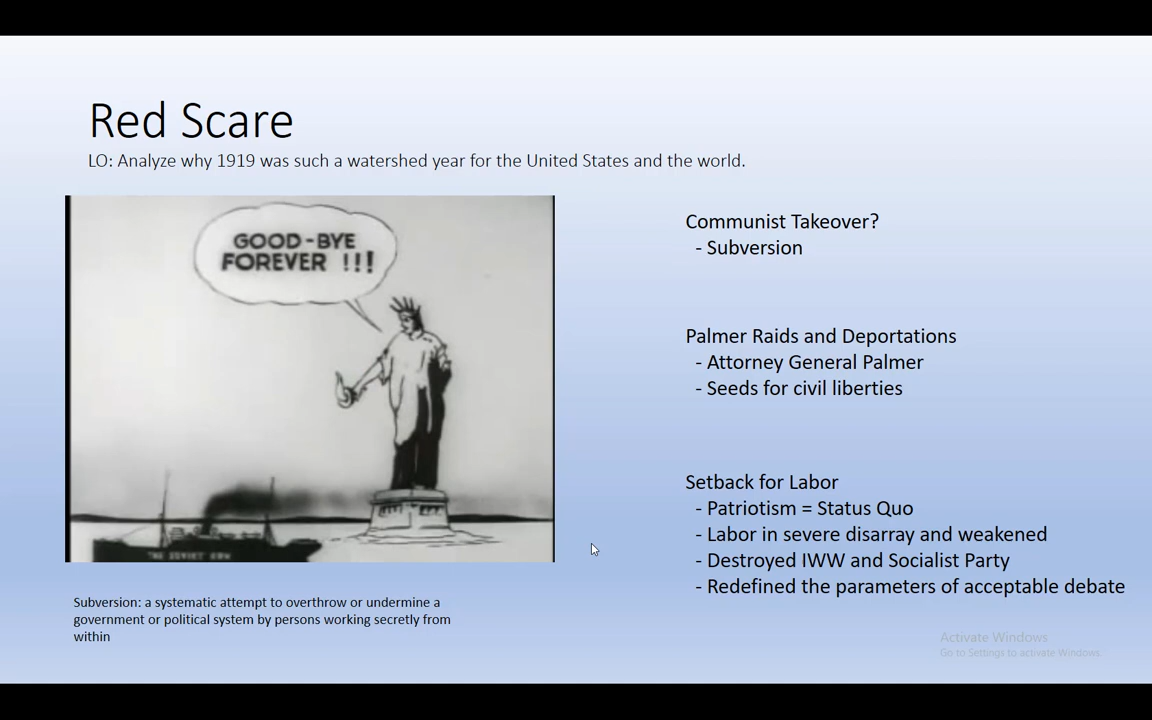 Red Scare
LO: Analyze why 1919 was such a watershed year for the United States and the world.
GOOD-BYE
FOREVER !!!
THE SOVIET
Subversion: a systematic attempt to overthrow or undermine a
government or political system by persons working secretly from
within
Communist Takeover?
- Subversion
Palmer Raids and Deportations
- Attorney General Palmer
- Seeds for civil liberties
Setback for Labor
- Patriotism = Status Quo
- Labor in severe disarray and weakened
- Destroyed IWW and Socialist Party
- Redefined the parameters of acceptable debate
Activate Windows
Go to Settings to activate Windows.